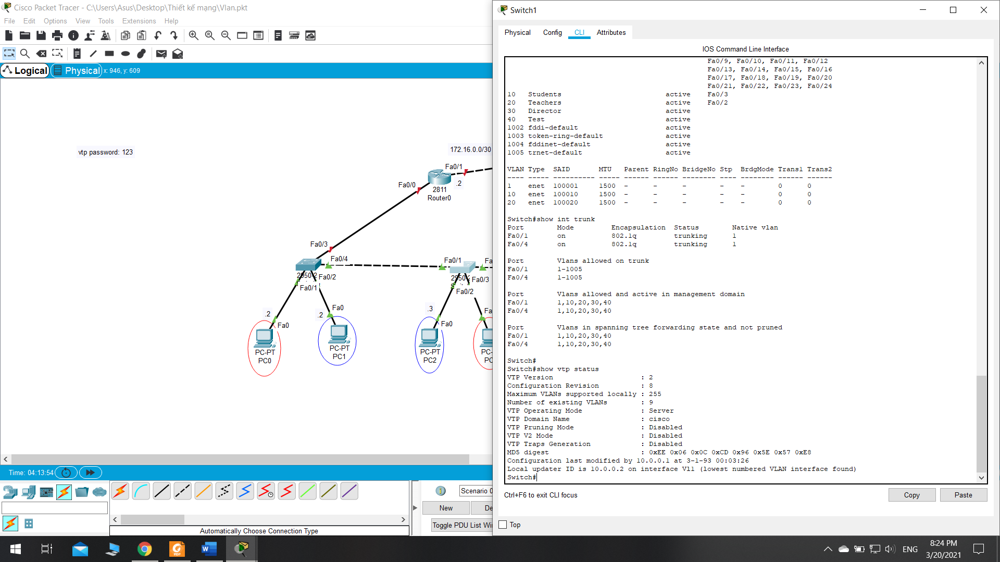 Cisco Packet Tracer - C:\Users\Asus\Desktop\Thiết kế mạng\Vlan.pkt
File Edit Options View Tools Extensions Help
Logical Physical x: 946, y: 609
vtp password: 123
172.16.0.0/30
Fa0/1
.2
Fa0/0
2811
Router0
Fa0/3
Fa0/4
Fa0/1
Fa
Fa0/2
Fa0/3
Fa0/1
Fa0/2
.2
Fa0
.2
Fa0
.3
Fa0
Fa
PC-PT
PC0
PC-PT
PC1
PC-PT
PC2
PC-
PC
Time: 04:13:54
Scenario 0
New
De
Toggle PDU List Wi
Automatically Choose Connection Type
Switch1
Physical Config CLI Attributes
IOS Command Line Interface
Fa0/9, Fa0/10, Fa0/11, Fa0/12
Fa0/13, Fa0/14, Fa0/15, Fa0/16
Fa0/17, Fa0/18, Fa0/19, Fa0/20
Fa0/21, Fa0/22, Fa0/23, Fa0/24
10 Students active Fa0/3
20 Teachers active Fa0/2
30 Director active
40 Test active
1002 fddi-default active
1003 token-ring-default active
1004 fddinet-default active
1005 trnet-default active
VLAN Type SAID MTU Parent RingNo BridgeNo Stp BrdgMode Trans1 Trans2
---- ----- ---------- ----- ------ ------ -------- ---- -------- ------ ------
1 enet 100001 1500 - - - - - 0 0
10 enet 100010 1500 - - - - - 0 0
20 enet 100020 1500 - - - - - 0 0
Switch#show int trunk
Port Mode Encapsulation Status Native vlan
Fa0/1 on 802.1q trunking 1
Fa0/4 on 802.1q trunking 1
Port Vlans allowed on trunk
Fa0/1 1-1005
Fa0/4 1-1005
Port Vlans allowed and active in management domain
Fa0/1 1,10,20,30,40
Fa0/4 1,10,20,30,40
Port Vlans in spanning tree forwarding state and not pruned
Fa0/1 1,10,20,30,40
Fa0/4 1,10,20,30,40
Switch#
Switch#show vtp status
VTP Version : 2
Configuration Revision : 8
Maximum VLANs supported locally : 255
Number of existing VLANs : 9
VTP Operating Mode : Server
VTP Domain Name : cisco
VTP Pruning Mode : Disabled
VTP V2 Mode : Disabled
VTP Traps Generation : Disabled
MD5 digest : 0xEE 0x06 0x0C 0xCD 0x96 0x5E 0x57 0xE8
Configuration last modified by 10.0.0.1 at 3-1-93 00:03:26
Local updater ID is 10.0.0.2 on interface Vl1 (lowest numbered VLAN interface found)
Switch#
Ctrl+F6 to exit CLI focus
Copy
Paste
Top
ENG
8:24 PM
3/20/2021